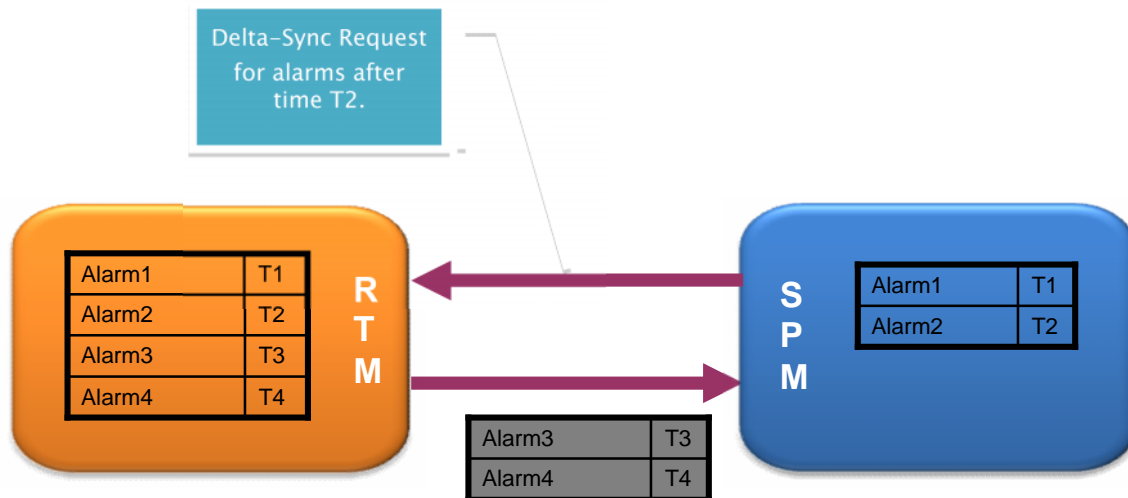 Delta-Sync Request
for alarms after
time T2.
Alarm1 T1
Alarm2 T2
Alarm3 T3
Alarm4 T4
R
T
M
S
P
M
Alarm1 T1
Alarm2 T2
Alarm3 T3
Alarm4 T4